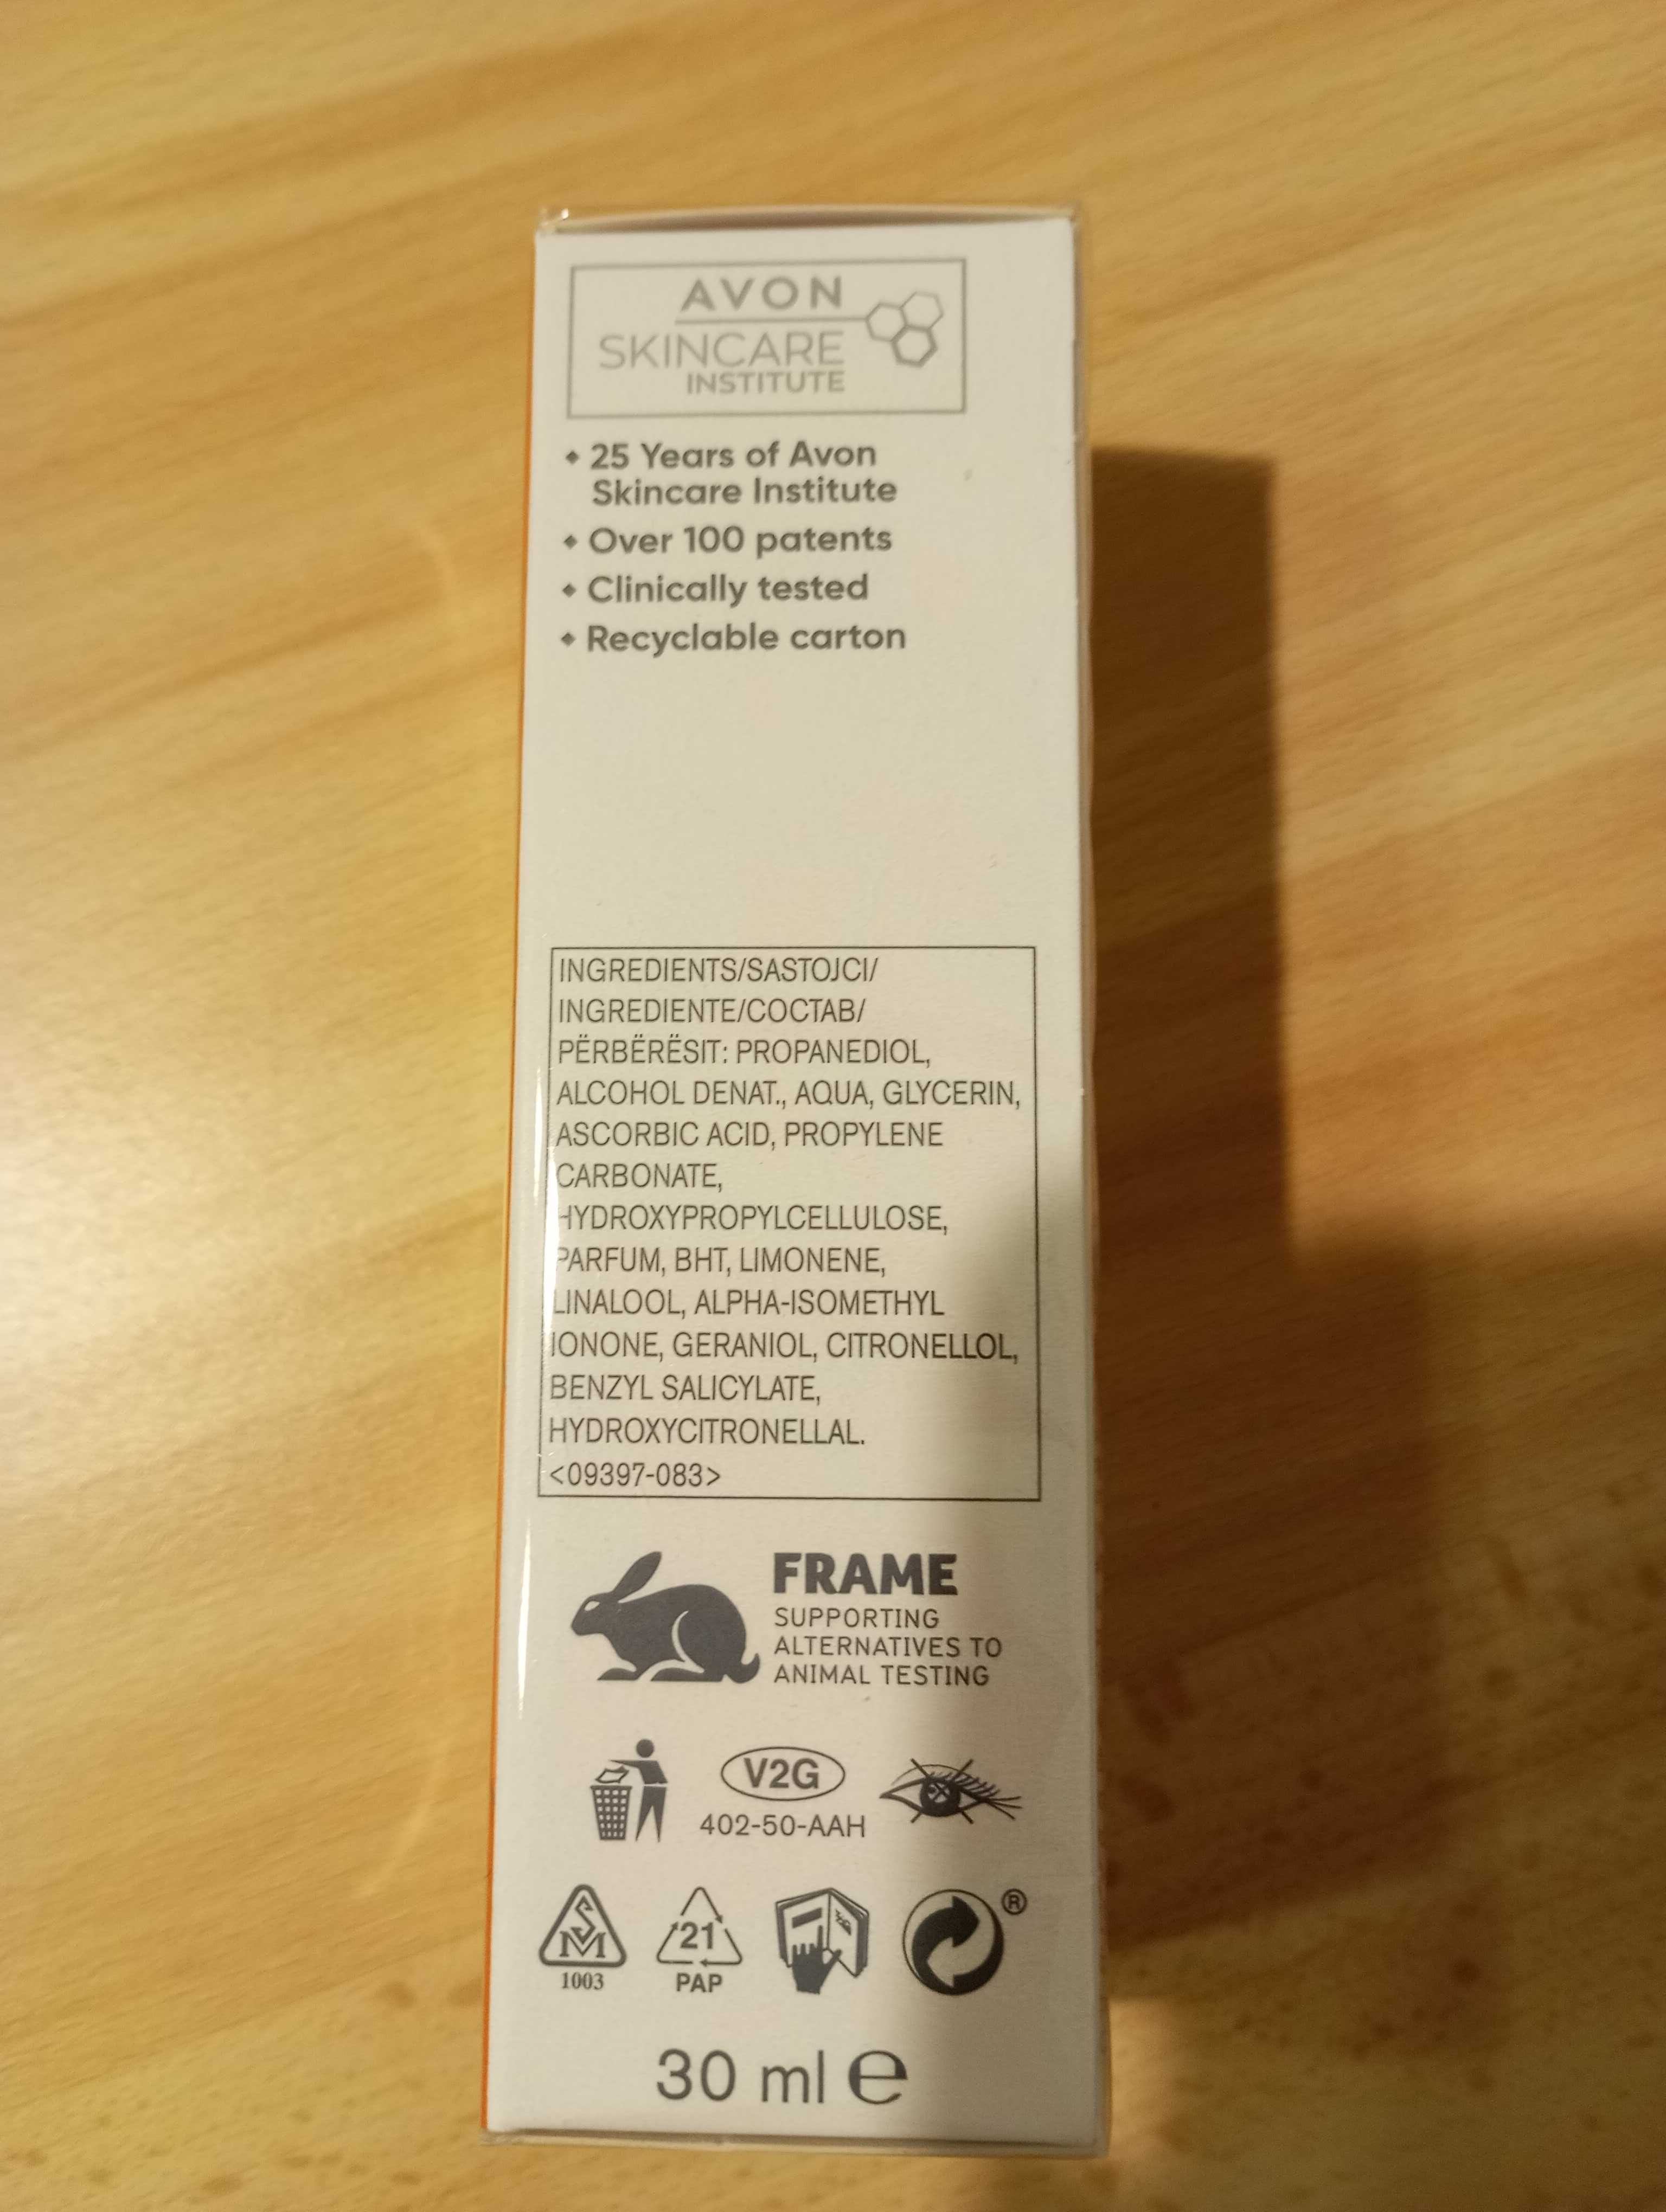 AVON
SKINCARE
INSTITUTE
25 Years of Avon
Skincare Institute
Over 100 patents
Clinically tested
Recyclable carton
INGREDIENTS/SASTOJCI/
INGREDIENTE/СОСТАВ/
PËRBËRËSIT: PROPANEDIOL,
ALCOHOL DENAT., AQUA, GLYCERIN,
ASCORBIC ACID, PROPYLENE
CARBONATE,
HYDROXYPROPYLCELLULOSE,
PARFUM, BHT, LIMONENE,
LINALOOL, ALPHA-ISOMETHYL
IONONE, GERANIOL, CITRONELLOL,
BENZYL SALICYLATE,
HYDROXYCITRONELLAL.
<09397-083>
FRAME
SUPPORTING
ALTERNATIVES TO
ANIMAL TESTING
V2G
402-50-AAH
SM
1003
21
PAP
®
30 ml e